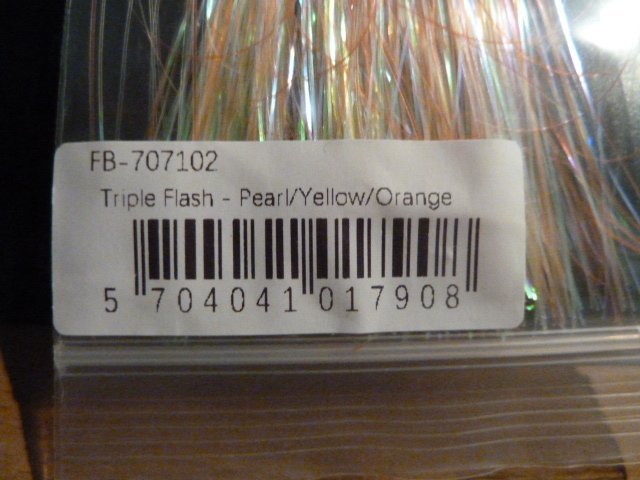 FB-707102
Triple Flash - Pearl/Yellow/Orange
5 704041 017908